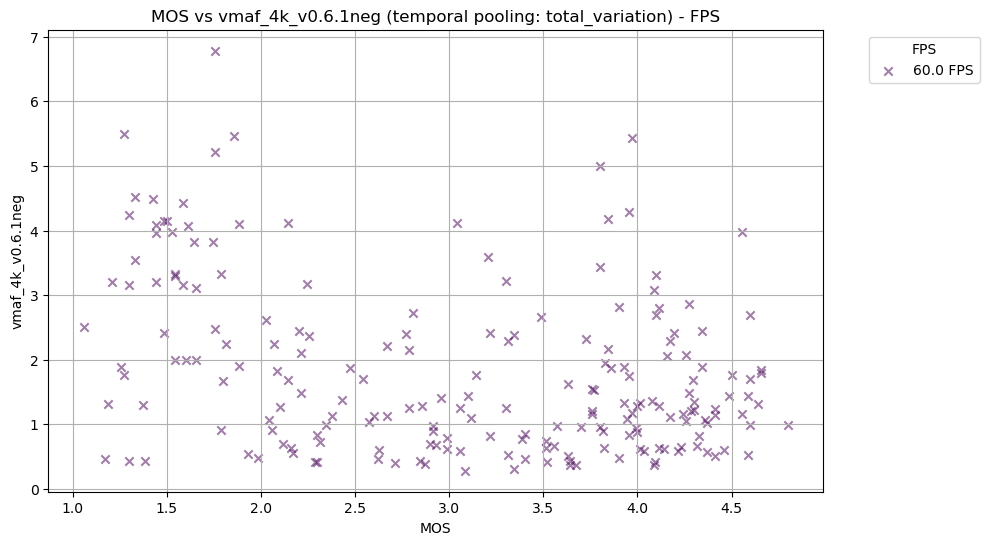 MOS vs vmaf_4k_v0.6.1neg (temporal pooling: total_variation) - FPS
FPS
60.0 FPS
vmaf_4k_v0.6.1neg
7
6
5
4
3
2
1
0
1.0 1.5 2.0 2.5 3.0 3.5 4.0 4.5
MOS